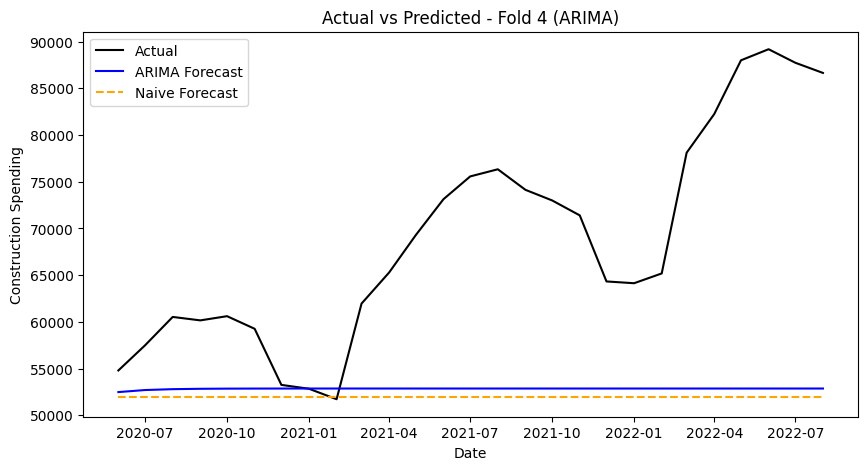 Actual vs Predicted - Fold 4 (ARIMA)
Actual
ARIMA Forecast
Naive Forecast
Construction Spending
90000
85000
80000
75000
70000
65000
60000
55000
50000
2020-07 2020-10 2021-01 2021-04 2021-07 2021-10 2022-01 2022-04 2022-07
Date